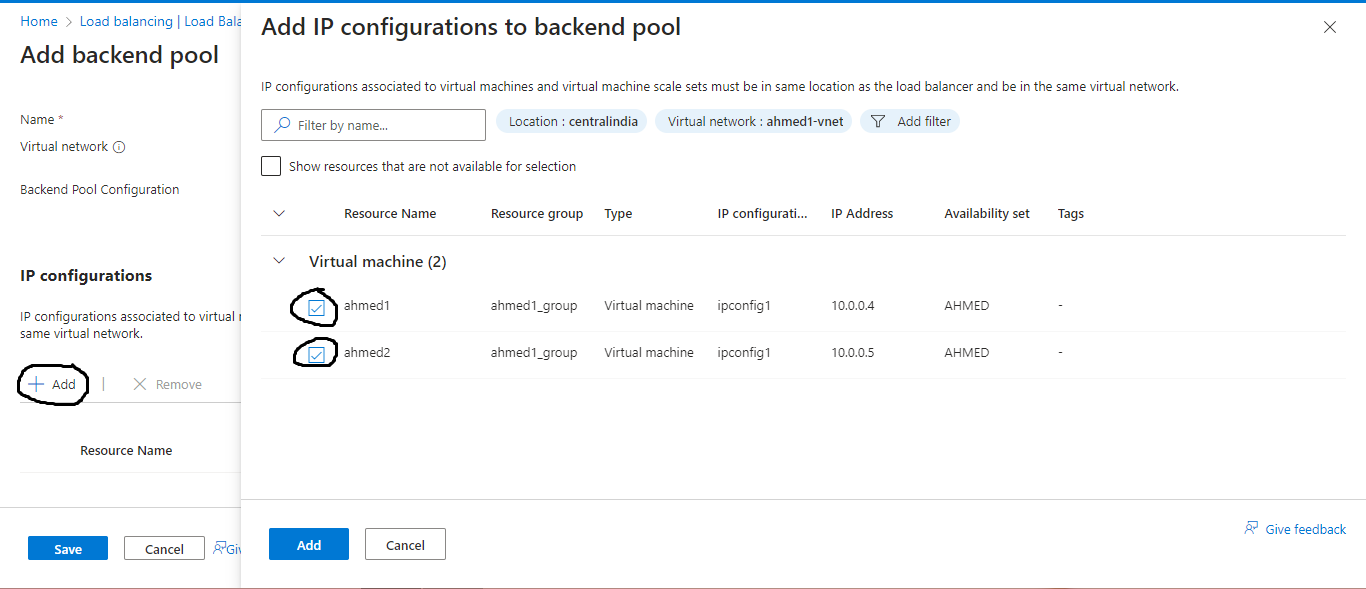 Home > Load balancing | Load Bala
Add backend pool
Name *
Virtual network
Backend Pool Configuration
IP configurations
IP configurations associated to virtual
same virtual network.
+ Add | Remove
Resource Name
Save Cancel Giv
Add IP configurations to backend pool
IP configurations associated to virtual machines and virtual machine scale sets must be in same location as the load balancer and be in the same virtual network.
Filter by name... Location : centralindia Virtual network : ahmed1-vnet Add filter
Show resources that are not available for selection
Resource Name Resource group Type IP configurati... IP Address Availability set Tags
Virtual machine (2)
ahmed1 ahmed1_group Virtual machine ipconfig1 10.0.0.4 AHMED -
ahmed2 ahmed1_group Virtual machine ipconfig1 10.0.0.5 AHMED -
Add Cancel
Give feedback